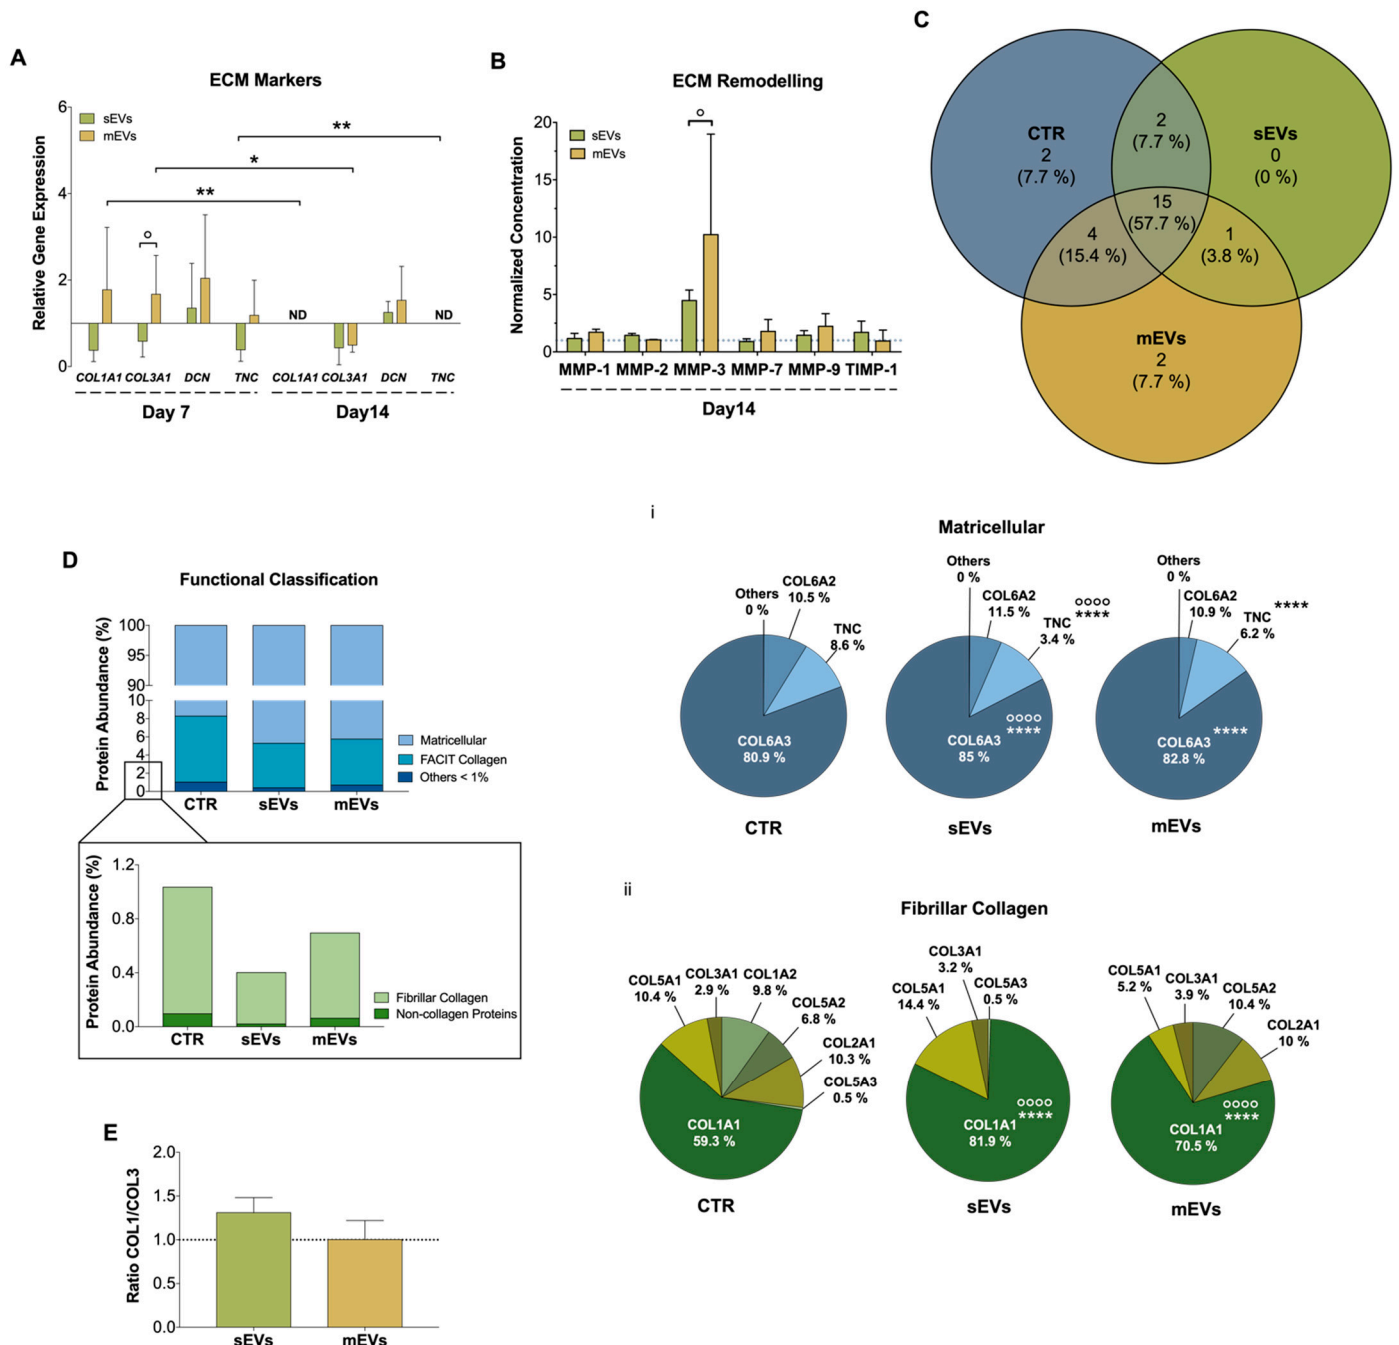 A
ECM Markers
sEVs
mEVs
Relative Gene Expression
6
4
2
0
**
*
**
°
ND
ND
COL1A1 COL3A1 DCN TNC COL1A1 COL3A1 DCN TNC
Day 7
Day14
B
ECM Remodelling
sEVs
mEVs
Normalized Concentration
20
15
10
5
0
°
MMP-1 MMP-2 MMP-3 MMP-7 MMP-9 TIMP-1
Day14
C
CTR
2
(7.7 %)
2
(7.7 %)
sEVs
0
(0 %)
15
(57.7 %)
4
(15.4 %)
1
(3.8 %)
mEVs
2
(7.7 %)
D
Functional Classification
Protein Abundance (%)
100
95
90
10
8
6
4
2
0
Matricellular
FACIT Collagen
Others < 1%
CTR sEVs mEVs
Protein Abundance (%)
1.2
0.8
0.4
0.0
Fibrillar Collagen
Non-collagen Proteins
CTR sEVs mEVs
i
Matricellular
Others
0 %
COL6A2
10.5 %
TNC
8.6 %
COL6A3
80.9 %
CTR
Others
0 %
COL6A2
11.5 %
°°°°
****
TNC
3.4 %
°°°°
****
COL6A3
85 %
sEVs
Others
0 %
COL6A2
10.9 %
****
TNC
6.2 %
****
COL6A3
82.8 %
mEVs
ii
Fibrillar Collagen
COL5A1
10.4 %
COL3A1
2.9 %
COL1A2
9.8 %
COL5A2
6.8 %
COL2A1
10.3 %
COL5A3
0.5 %
COL1A1
59.3 %
CTR
COL3A1
3.2 %
COL5A1
14.4 %
COL5A3
0.5 %
°°°°
****
COL1A1
81.9 %
sEVs
COL5A1
5.2 %
COL3A1
3.9 %
COL5A2
10.4 %
COL2A1
10 %
°°°°
****
COL1A1
70.5 %
mEVs
E
Ratio COL1/COL3
2.0
1.5
1.0
0.5
0.0
sEVs mEVs